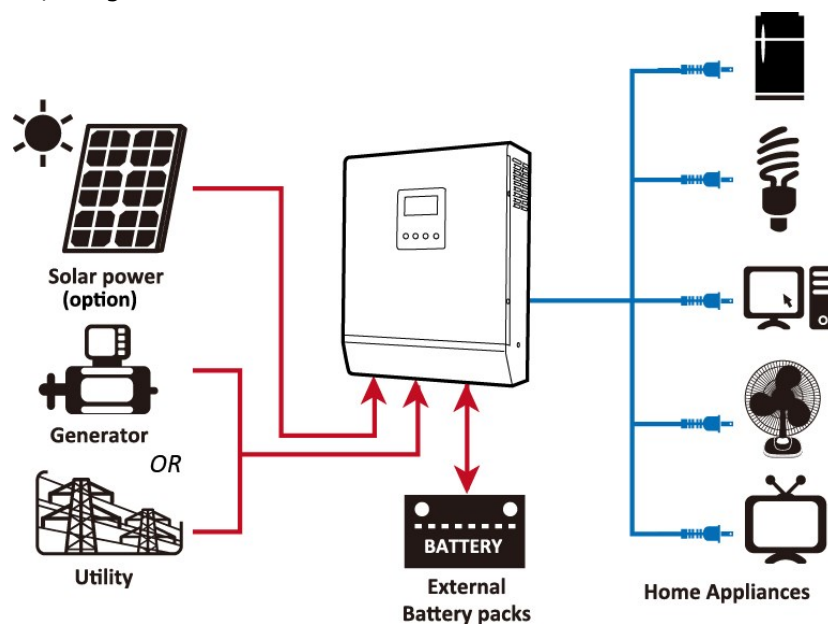 Solar power
(option)
Generator
OR
Utility
BATTERY
External
Battery packs
Home Appliances